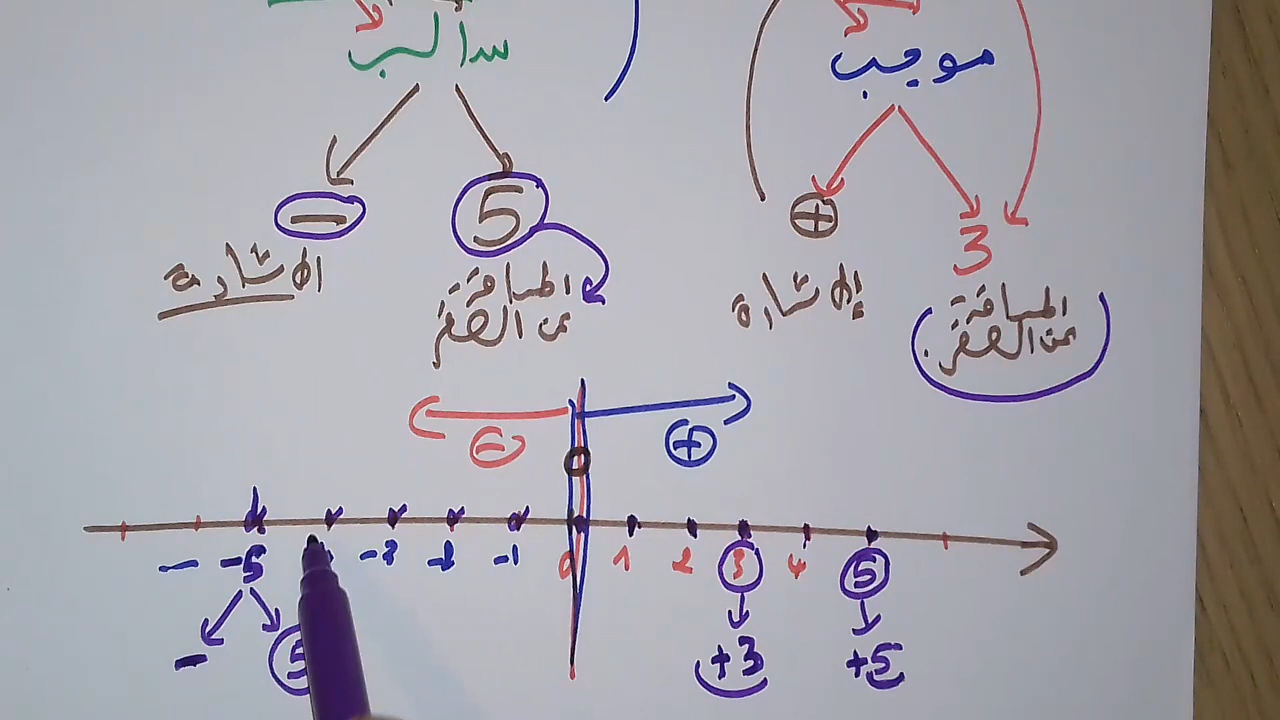 موجب
سالب
⊕
3
−
5
الإشارة
المسافة
عن الصفر
الاشارة
المسافة
عن الصفر
− +
0
− -5 -3 -2 -1 0 1 2 3 4 5
− 5 +3 +5